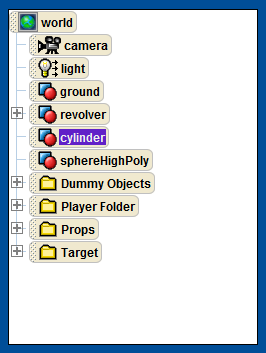 world
camera
light
ground
revolver
cylinder
sphereHighPoly
Dummy Objects
Player Folder
Props
Target